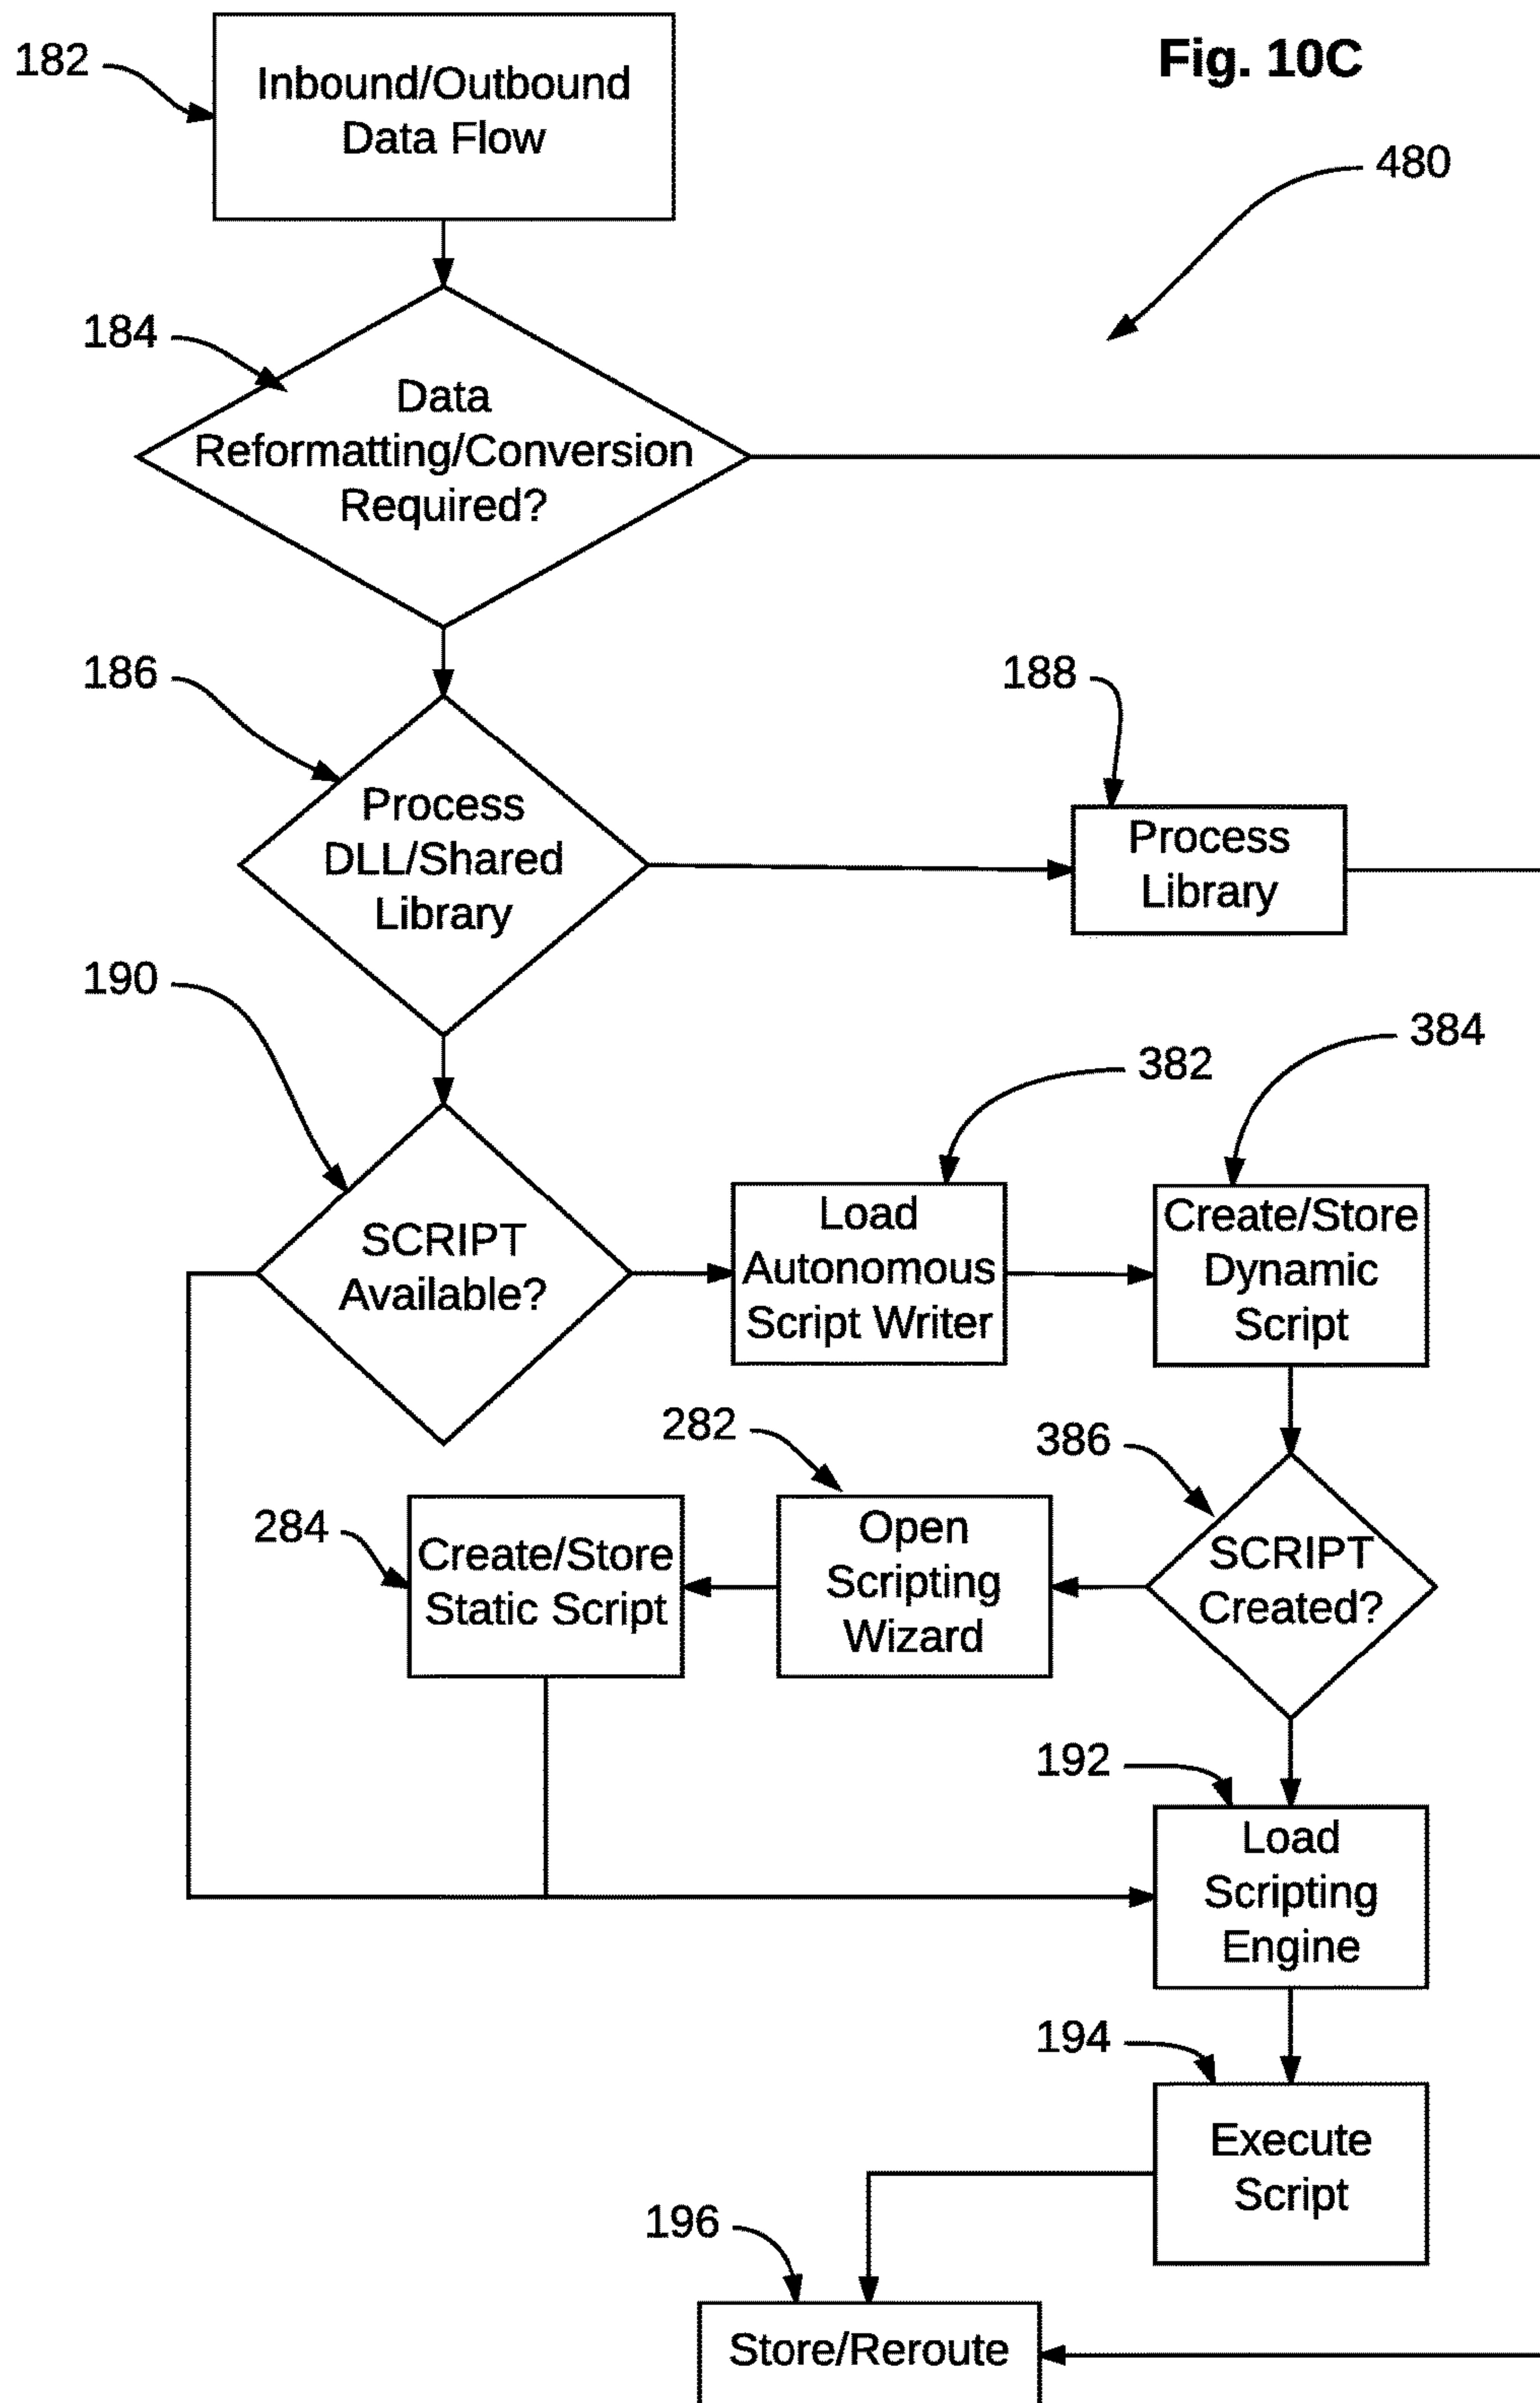 Fig. 10C
182
Inbound/Outbound
Data Flow
480
184
Data
Reformatting/Conversion
Required?
186
Process
DLL/Shared
Library
188
Process
Library
190
SCRIPT
Available?
382
Load
Autonomous
Script Writer
384
Create/Store
Dynamic
Script
386
SCRIPT
Created?
282
Open
Scripting
Wizard
284
Create/Store
Static Script
192
Load
Scripting
Engine
194
Execute
Script
196
Store/Reroute